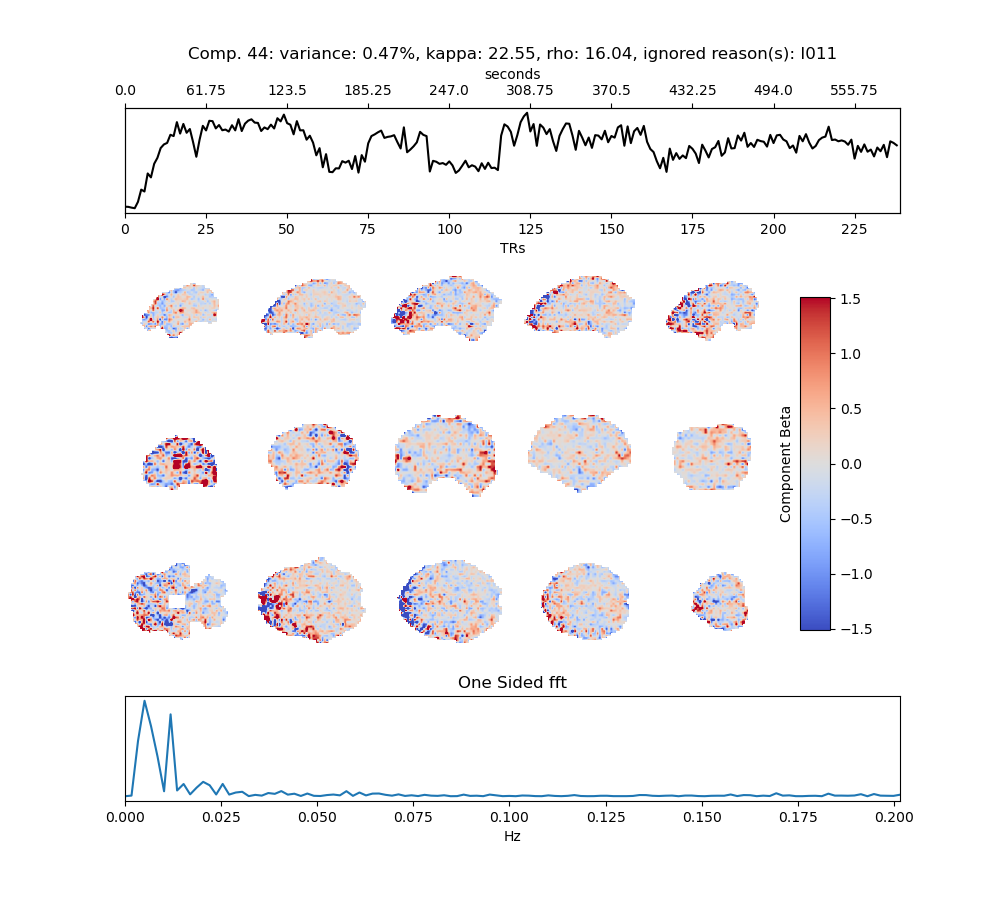 Comp. 44: variance: 0.47%, kappa: 22.55, rho: 16.04, ignored reason(s): I011
seconds
0.0 61.75 123.5 185.25 247.0 308.75 370.5 432.25 494.0 555.75
0 25 50 75 100 125 150 175 200 225
TRs
1.5
1.0
0.5
0.0
−0.5
−1.0
−1.5
Component Beta
One Sided fft
0.000 0.025 0.050 0.075 0.100 0.125 0.150 0.175 0.200
Hz